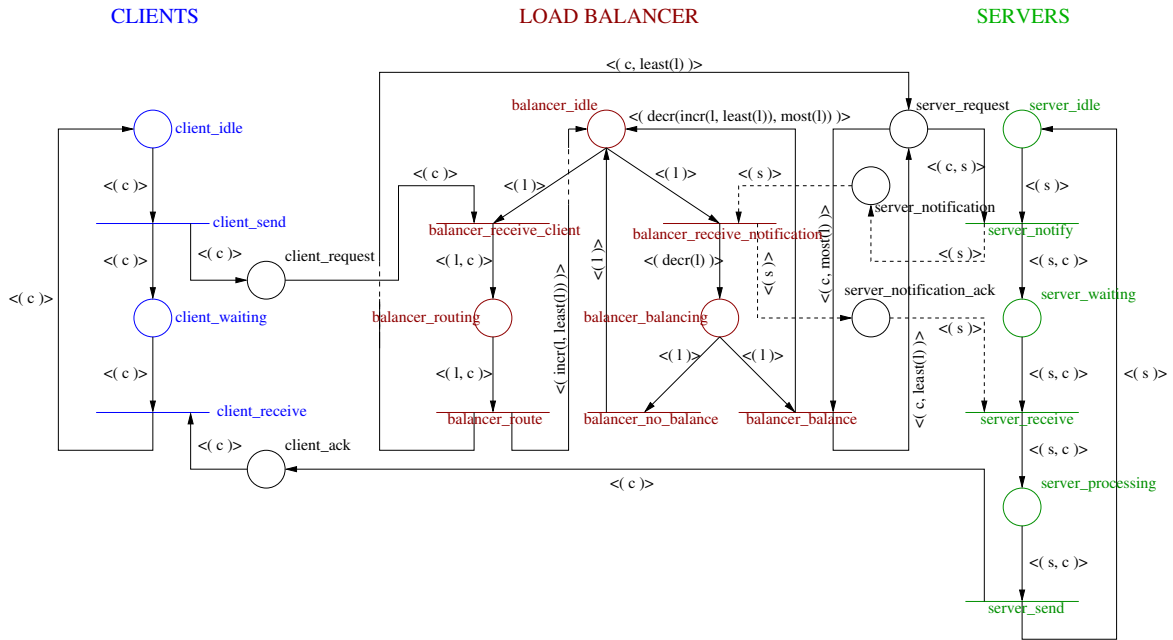 CLIENTS
LOAD BALANCER
SERVERS
<( c, least(l) )>
balancer_idle
<( decr(incr(l, least(l)), most(l)) )>
server_request
server_idle
client_idle
<( c )>
<( c )>
<( l )>
<( l )>
<( s )>
<( c, s )>
<( s )>
client_send
balancer_receive_client
balancer_receive_notification
server_notification
server_notify
<( c )>
<( c )>
client_request
<( l, c )>
<( incr(l, least(l)) )>
<( l )>
<( decr(l) )>
<( s )>
<( c, most(l) )>
<( s )>
<( s, c )>
server_notification_ack
server_waiting
<( c )>
client_waiting
balancer_routing
balancer_balancing
<( s )>
<( c )>
<( l, c )>
<( l )>
<( l )>
<( c, least(l) )>
<( s, c )>
<( s )>
client_receive
balancer_route
balancer_no_balance
balancer_balance
server_receive
<( c )>
client_ack
<( s, c )>
<( c )>
server_processing
<( s, c )>
server_send